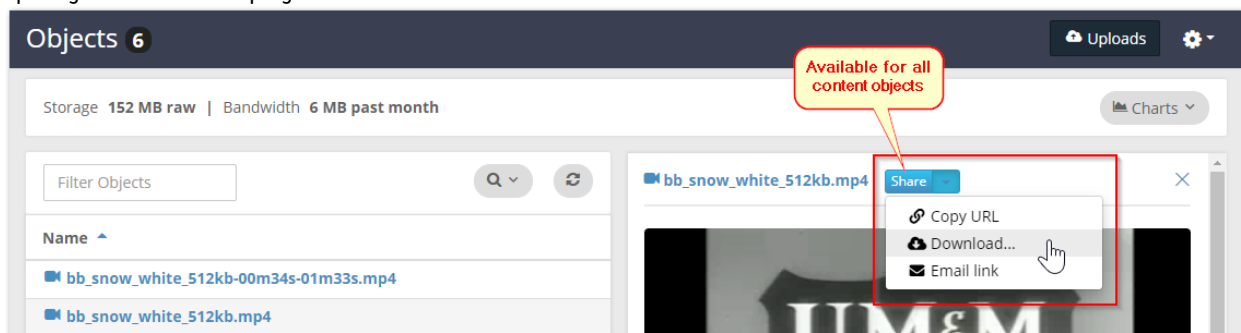 Objects 6
Uploads
Available for all
content objects
Storage 152 MB raw | Bandwidth 6 MB past month
Charts
Filter Objects
bb_snow_white_512kb.mp4
Share
Copy URL
Download...
Email link
Name
bb_snow_white_512kb-00m34s-01m33s.mp4
bb_snow_white_512kb.mp4
UM&M